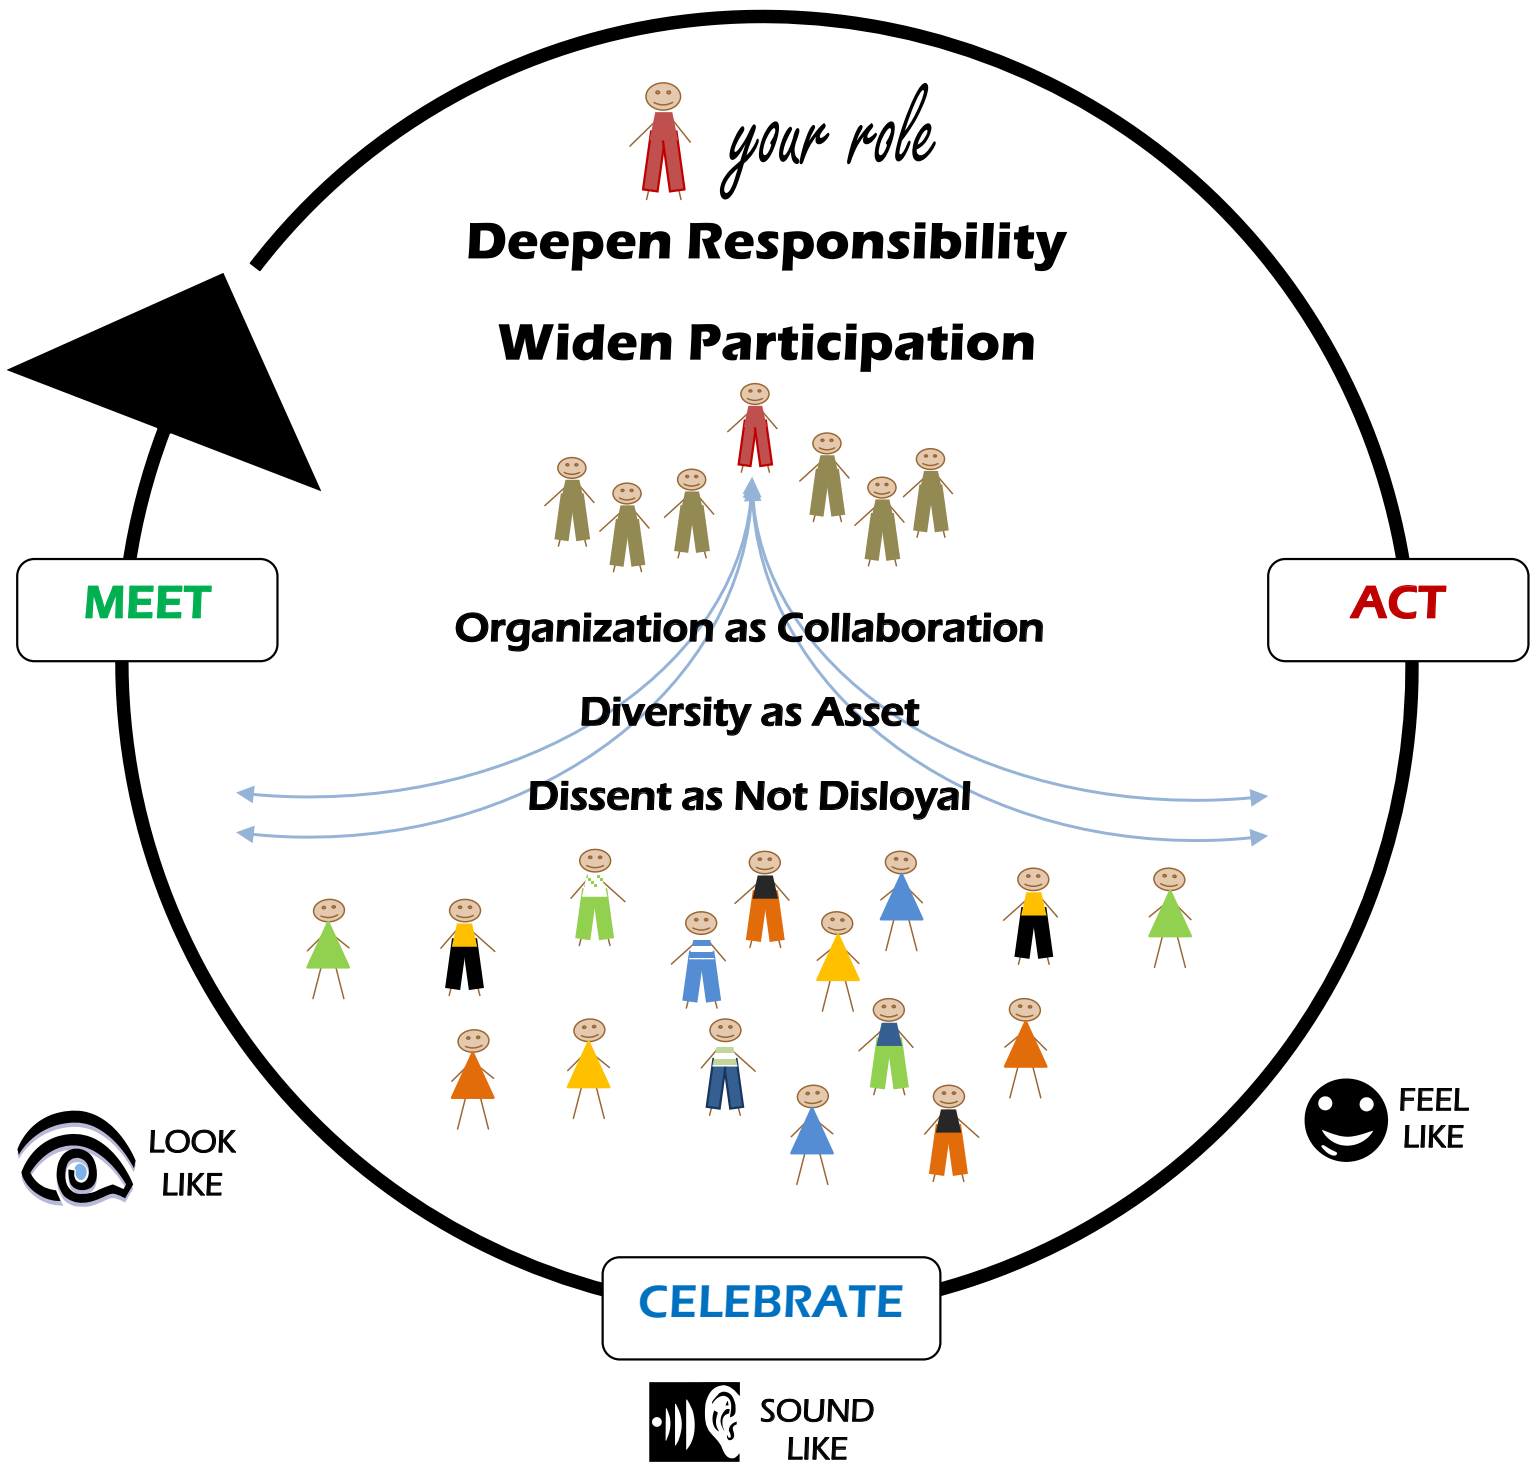 your role
Deepen Responsibility
Widen Participation
MEET
ACT
Organization as Collaboration
Diversity as Asset
Dissent as Not Disloyal
LOOK
LIKE
FEEL
LIKE
CELEBRATE
SOUND
LIKE